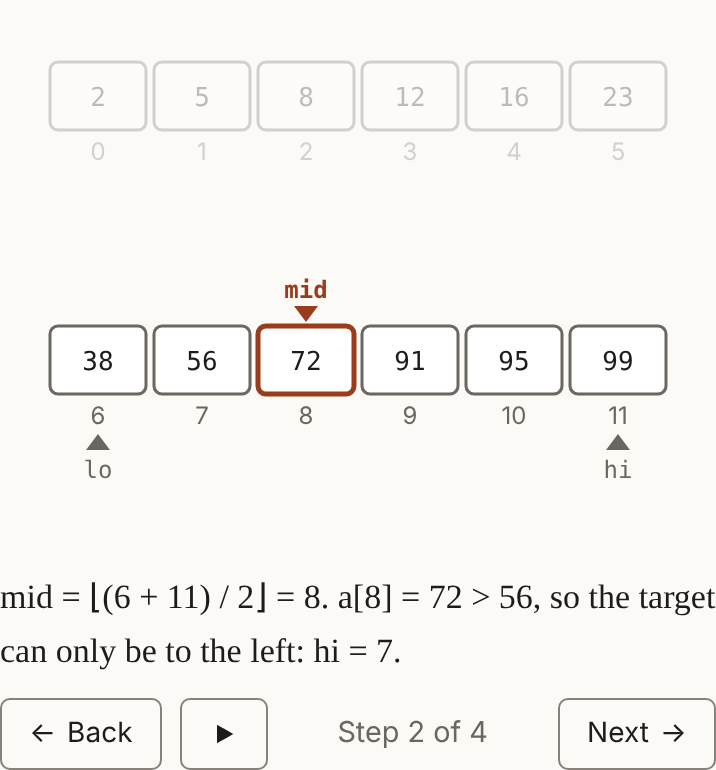 2 5 8 12 16 23
0 1 2 3 4 5
mid
38 56 72 91 95 99
6 7 8 9 10 11
lo hi
mid = ⌊(6 + 11) / 2⌋ = 8. a[8] = 72 > 56, so the target
can only be to the left: hi = 7.
← Back ▶ Step 2 of 4 Next →